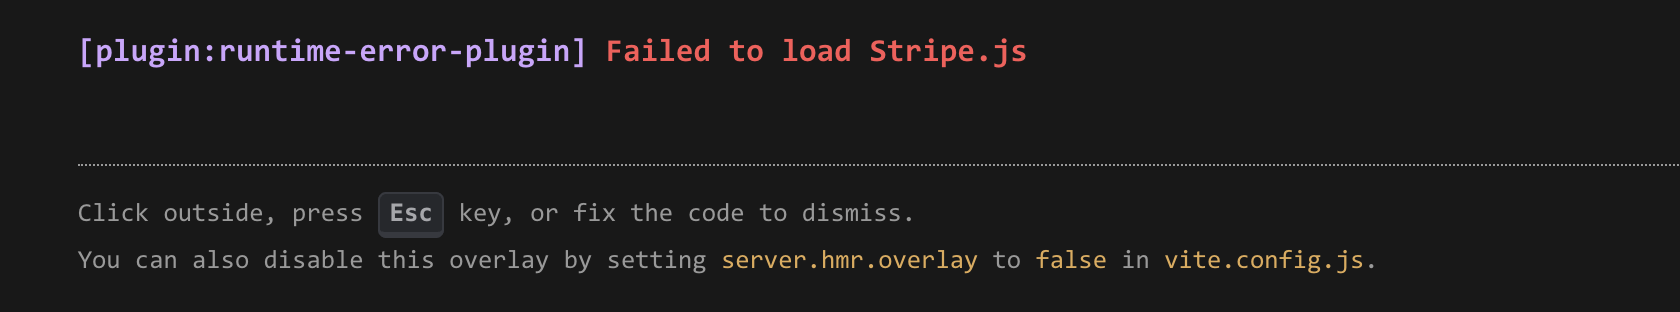 [plugin:runtime-error-plugin] Failed to load Stripe.js
Click outside, press Esc key, or fix the code to dismiss.
You can also disable this overlay by setting server.hmr.overlay to false in vite.config.js.